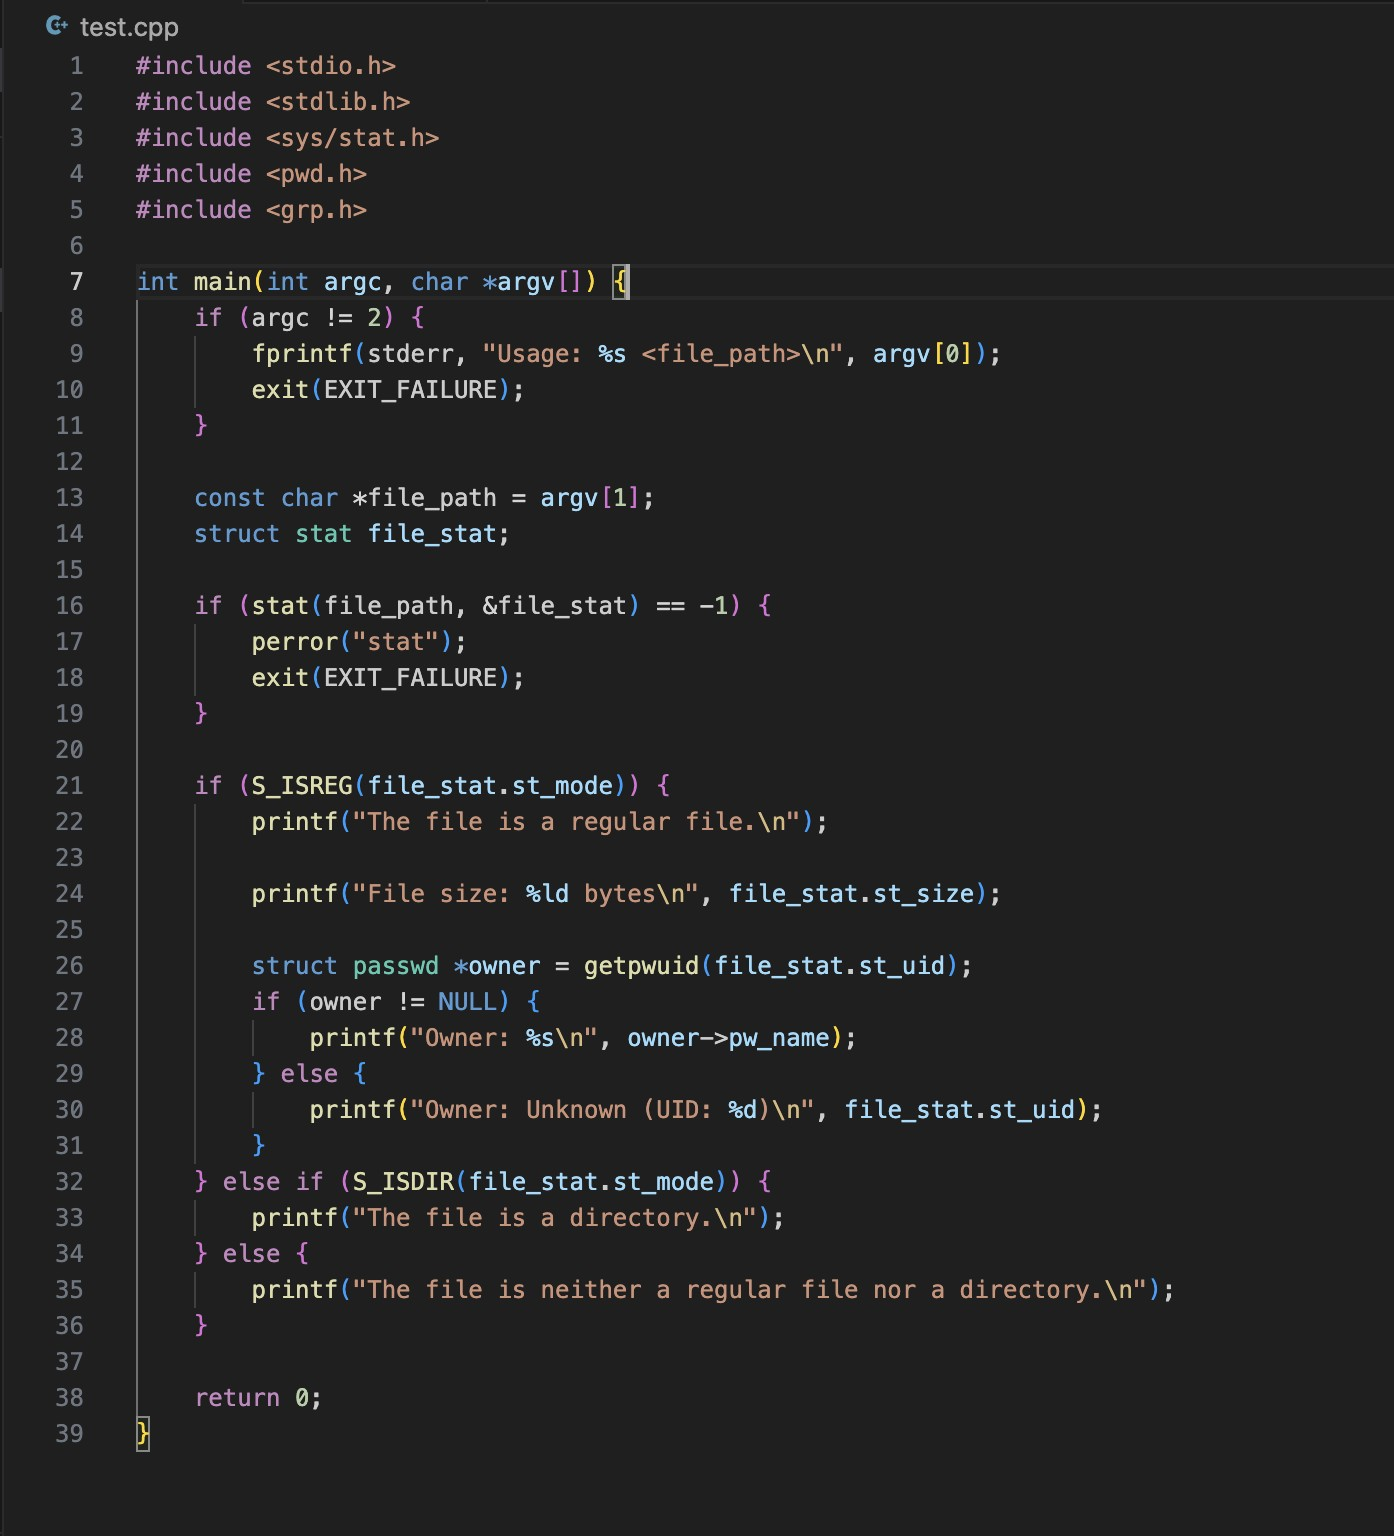 test.cpp
1 #include <stdio.h>
2 #include <stdlib.h>
3 #include <sys/stat.h>
4 #include <pwd.h>
5 #include <grp.h>
6
7 int main(int argc, char *argv[]) {
8     if (argc != 2) {
9         fprintf(stderr, "Usage: %s <file_path>\n", argv[0]);
10         exit(EXIT_FAILURE);
11     }
12
13     const char *file_path = argv[1];
14     struct stat file_stat;
15
16     if (stat(file_path, &file_stat) == -1) {
17         perror("stat");
18         exit(EXIT_FAILURE);
19     }
20
21     if (S_ISREG(file_stat.st_mode)) {
22         printf("The file is a regular file.\n");
23
24         printf("File size: %ld bytes\n", file_stat.st_size);
25
26         struct passwd *owner = getpwuid(file_stat.st_uid);
27         if (owner != NULL) {
28             printf("Owner: %s\n", owner->pw_name);
29         } else {
30             printf("Owner: Unknown (UID: %d)\n", file_stat.st_uid);
31         }
32     } else if (S_ISDIR(file_stat.st_mode)) {
33         printf("The file is a directory.\n");
34     } else {
35         printf("The file is neither a regular file nor a directory.\n");
36     }
37
38     return 0;
39 }